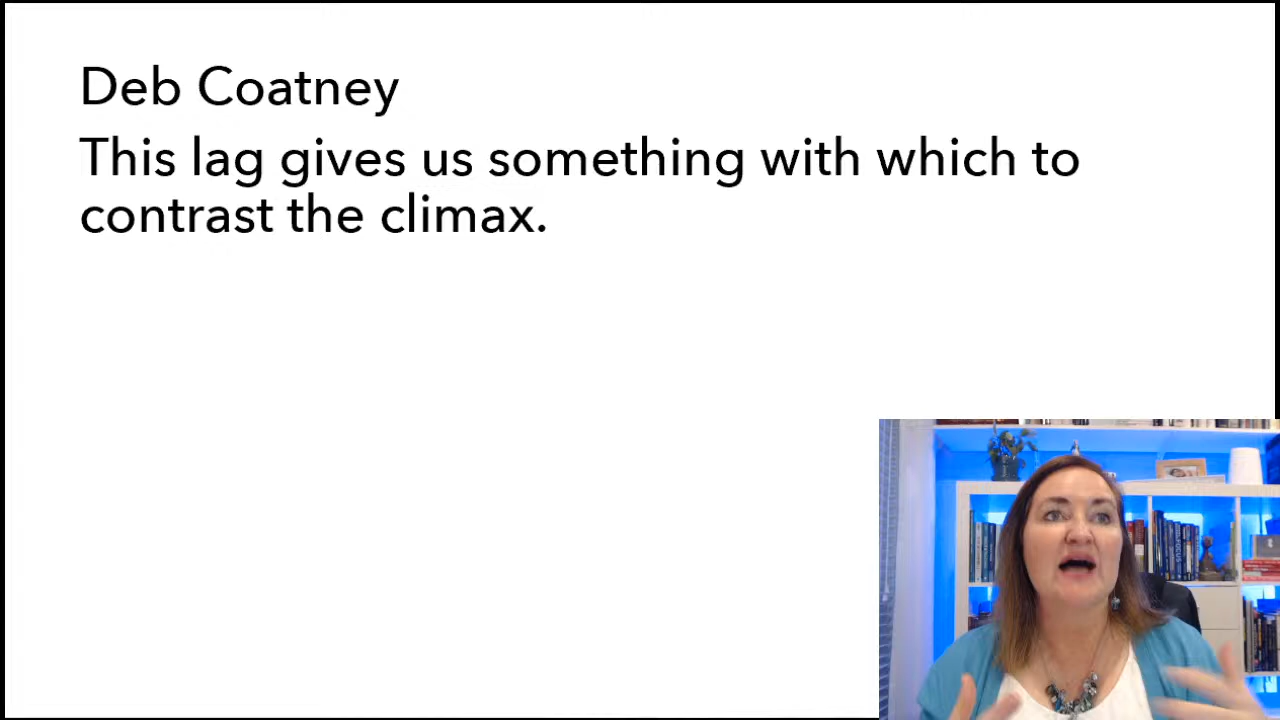 Deb Coatney
This lag gives us something with which to
contrast the climax.